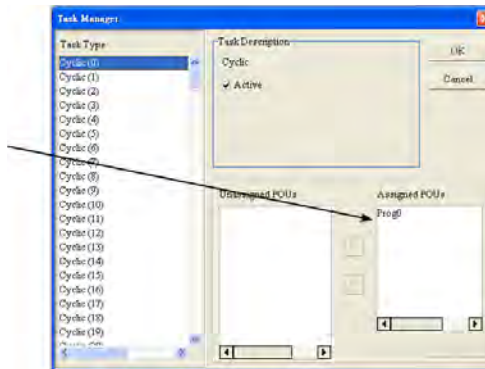 Task Manager
Task Type
Cyclic (0)
Cyclic (1)
Cyclic (2)
Cyclic (3)
Cyclic (4)
Cyclic (5)
Cyclic (6)
Cyclic (7)
Cyclic (8)
Cyclic (9)
Cyclic (10)
Cyclic (11)
Cyclic (12)
Cyclic (13)
Cyclic (14)
Cyclic (15)
Cyclic (16)
Cyclic (17)
Cyclic (18)
Cyclic (19)
Task Description
Cyclic
Active
OK
Cancel
Unassigned POUs
Assigned POUs
Prog0